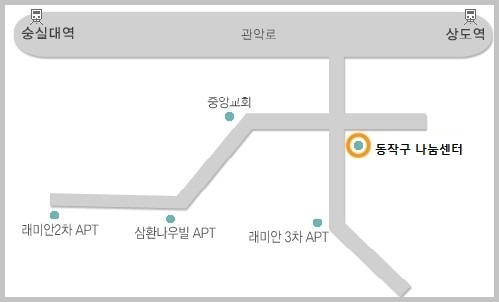 숭실대역
관악로
상도역
중앙교회
동작구 나눔센터
래미안2차 APT
삼환나우빌 APT
래미안 3차 APT